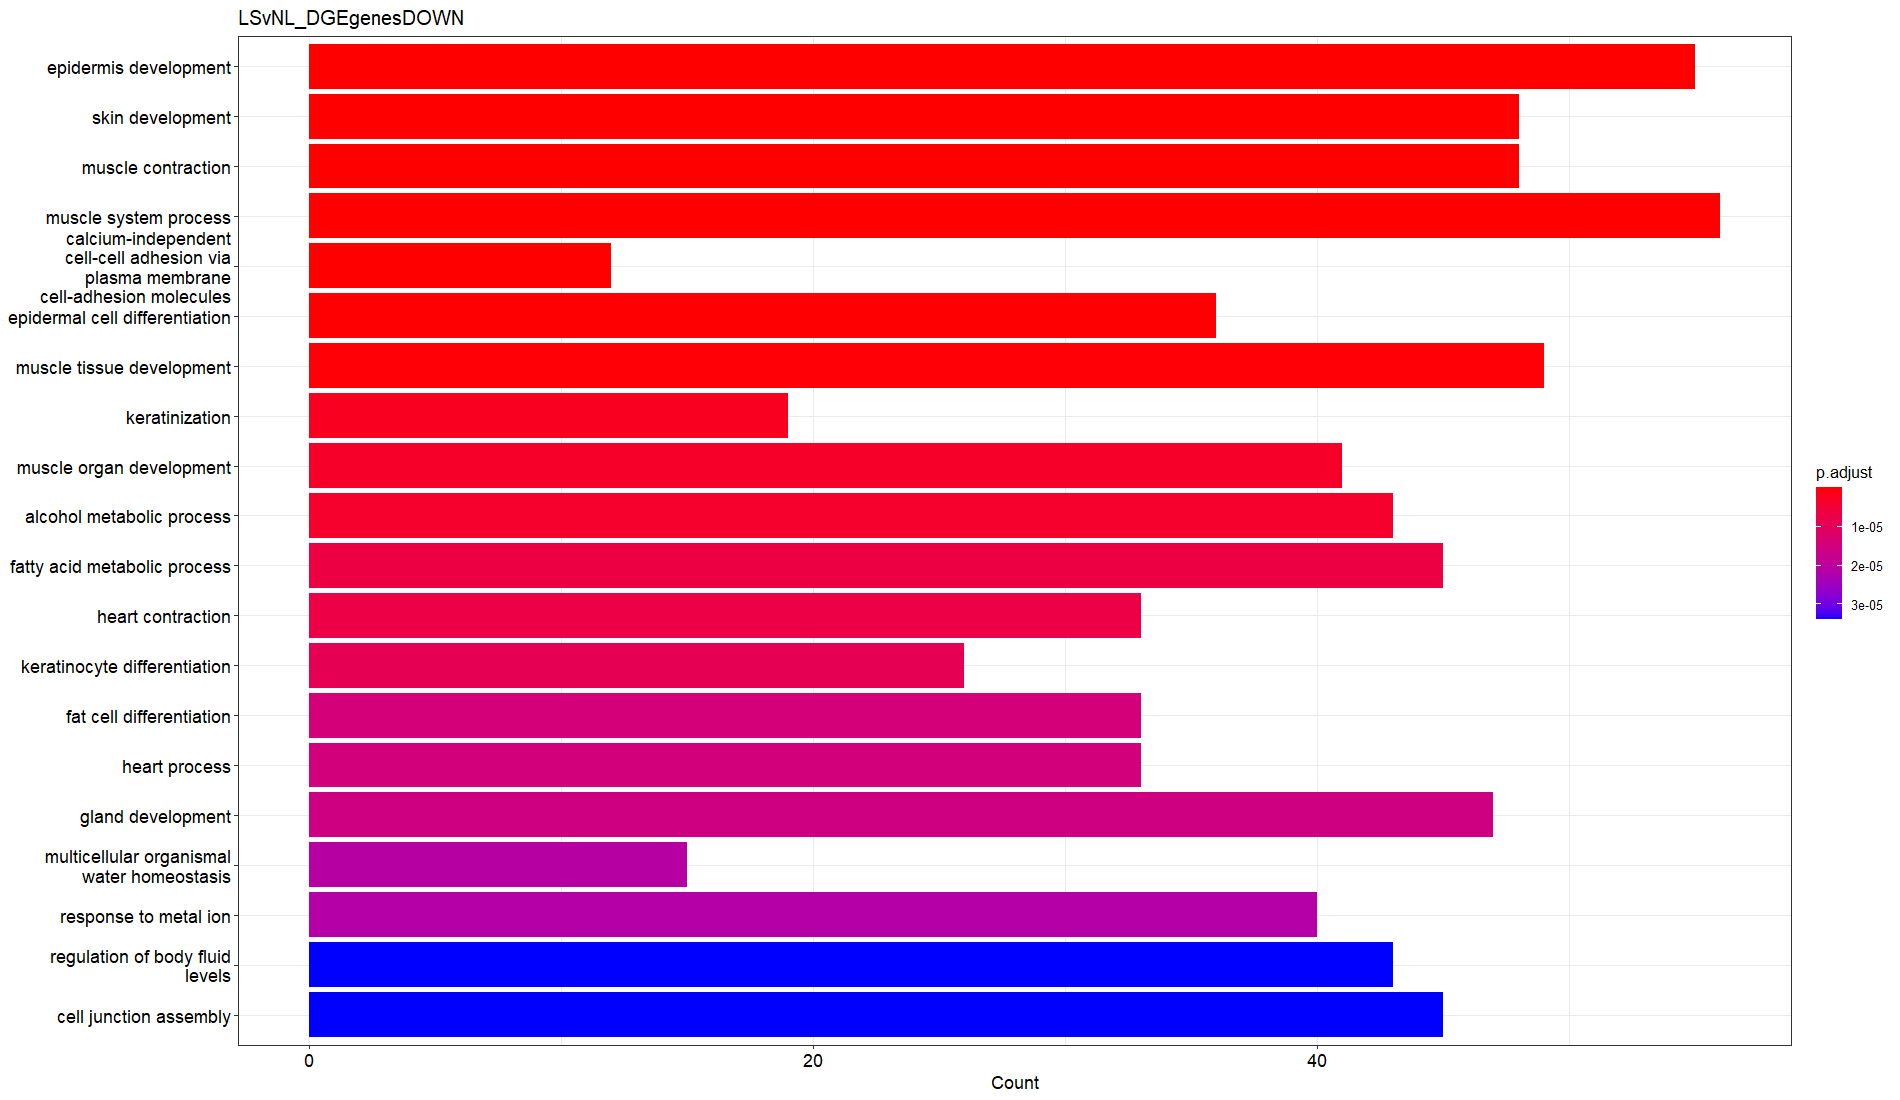 LSvNL_DGEgenesDOWN
epidermis development
skin development
muscle contraction
muscle system process
calcium-independent
cell-cell adhesion via
plasma membrane
cell-adhesion molecules
epidermal cell differentiation
muscle tissue development
keratinization
muscle organ development
alcohol metabolic process
fatty acid metabolic process
heart contraction
keratinocyte differentiation
fat cell differentiation
heart process
gland development
multicellular organismal
water homeostasis
response to metal ion
regulation of body fluid
levels
cell junction assembly
0
20
40
Count
p.adjust
1e-05
2e-05
3e-05